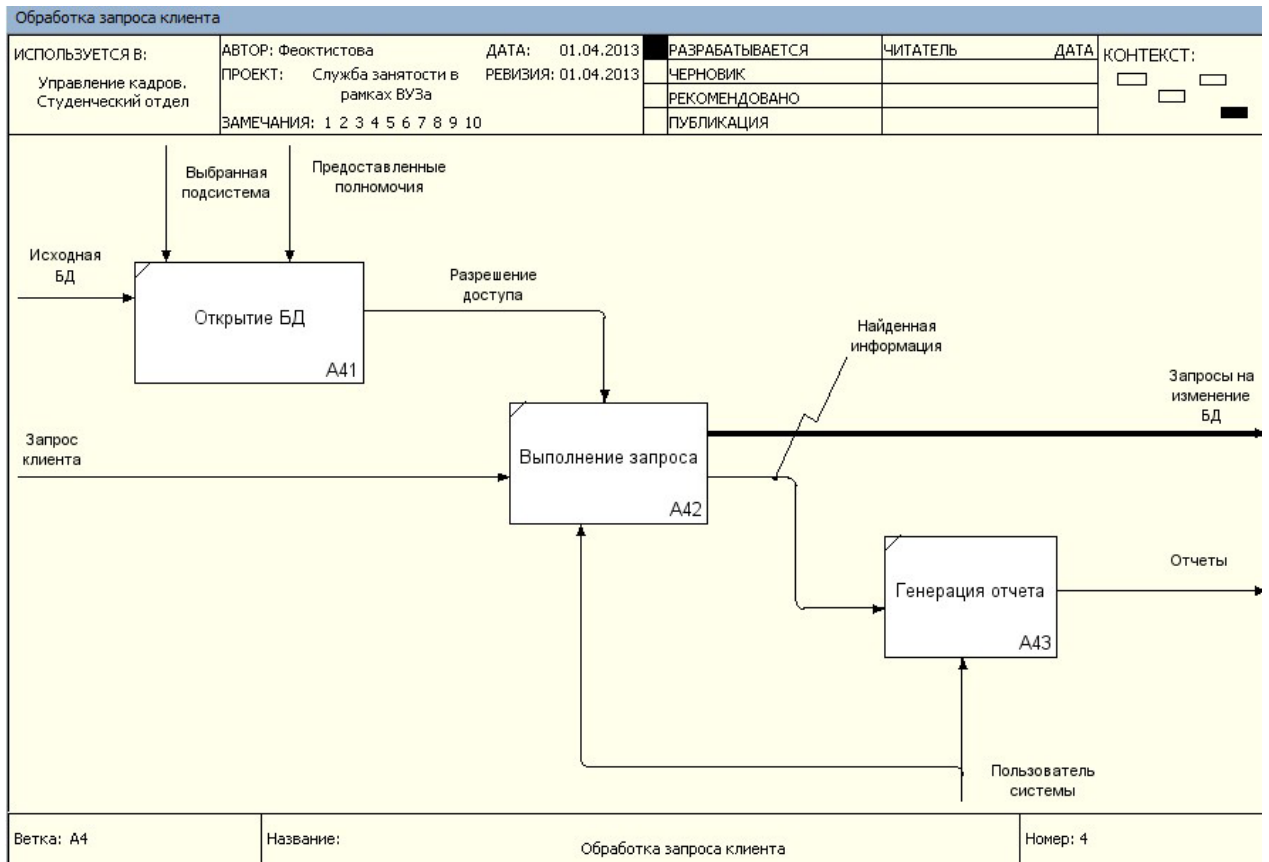 Обработка запроса клиента
ИСПОЛЬЗУЕТСЯ В:
Управление кадров.
Студенческий отдел
АВТОР: Феоктистова
ДАТА: 01.04.2013
ПРОЕКТ: Служба занятости в
рамках ВУЗа
РЕВИЗИЯ: 01.04.2013
ЗАМЕЧАНИЯ: 1 2 3 4 5 6 7 8 9 10
РАЗРАБАТЫВАЕТСЯ
ЧЕРНОВИК
РЕКОМЕНДОВАНО
ПУБЛИКАЦИЯ
ЧИТАТЕЛЬ ДАТА
КОНТЕКСТ:
Выбранная
подсистема
Предоставленные
полномочия
Исходная
БД
Открытие БД
A41
Разрешение
доступа
Найденная
информация
Запросы на
изменение
БД
Запрос
клиента
Выполнение запроса
A42
Отчеты
Генерация отчета
A43
Пользователь
системы
Ветка: A4
Название:
Обработка запроса клиента
Номер: 4